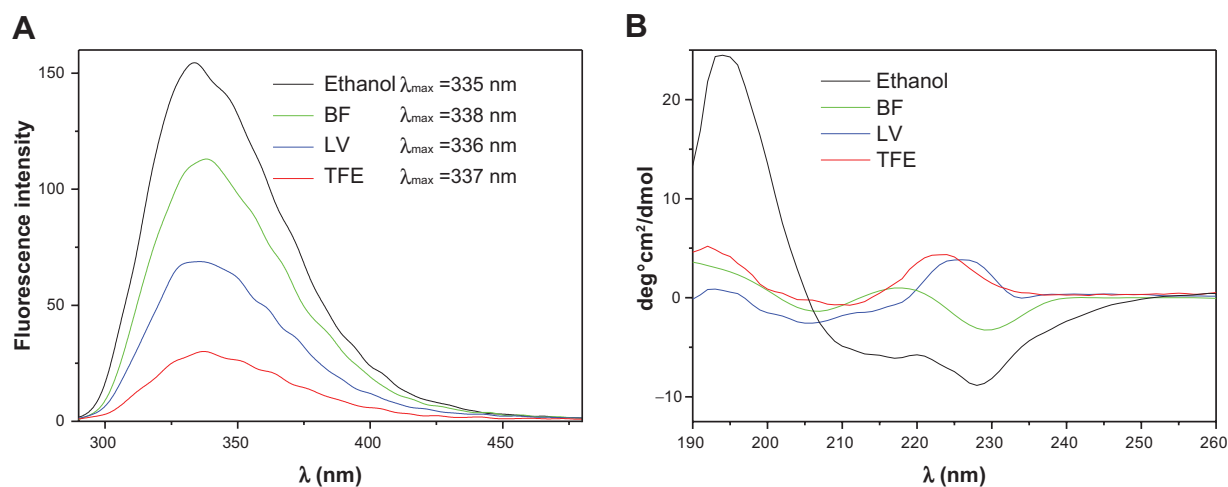 A
Fluorescence intensity
150
100
50
0
Ethanol λmax =335 nm
BF λmax =338 nm
LV λmax =336 nm
TFE λmax =337 nm
300 350 400 450
λ (nm)
B
deg°cm²/dmol
20
10
0
−10
Ethanol
BF
LV
TFE
190 200 210 220 230 240 250 260
λ (nm)